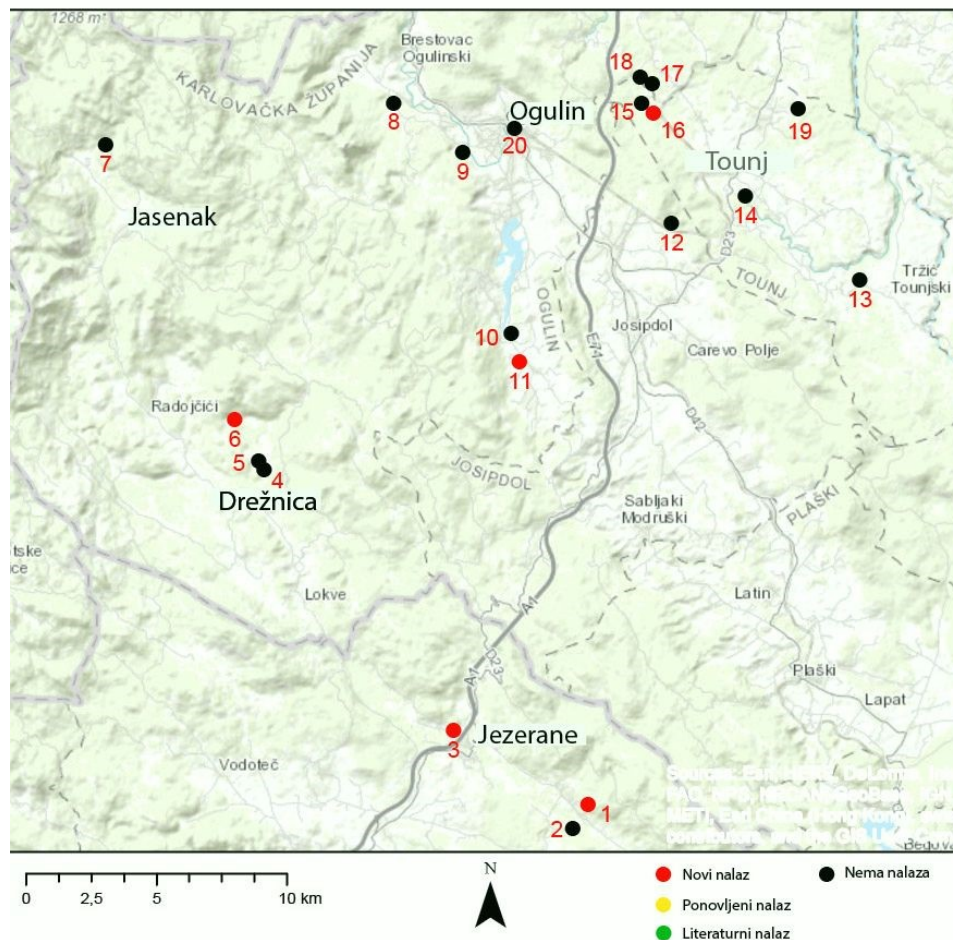 1268 m
Brestovac
Ogulinski
KARLOVAČKA ŽUPANIJA
18
17
8
Ogulin
15
16
19
20
7
9
Tounj
Jasenak
14
12
D23
TOUNJ
Tržić
Tounjski
13
OGULIN
10
Josipdol
E71
Carevo Polje
11
Radojčići
D42
6
5
4
JOSIPDOL
Drežnica
Sabljaki
Modruški
PLAŠKI
Lokve
A1
Latin
D23
A1
Plaški
Lapat
3
Jezerane
Vodoteč
1
2
0
2,5
5
10 km
N
Novi nalaz
Nema nalaza
Ponovljeni nalaz
Literaturni nalaz